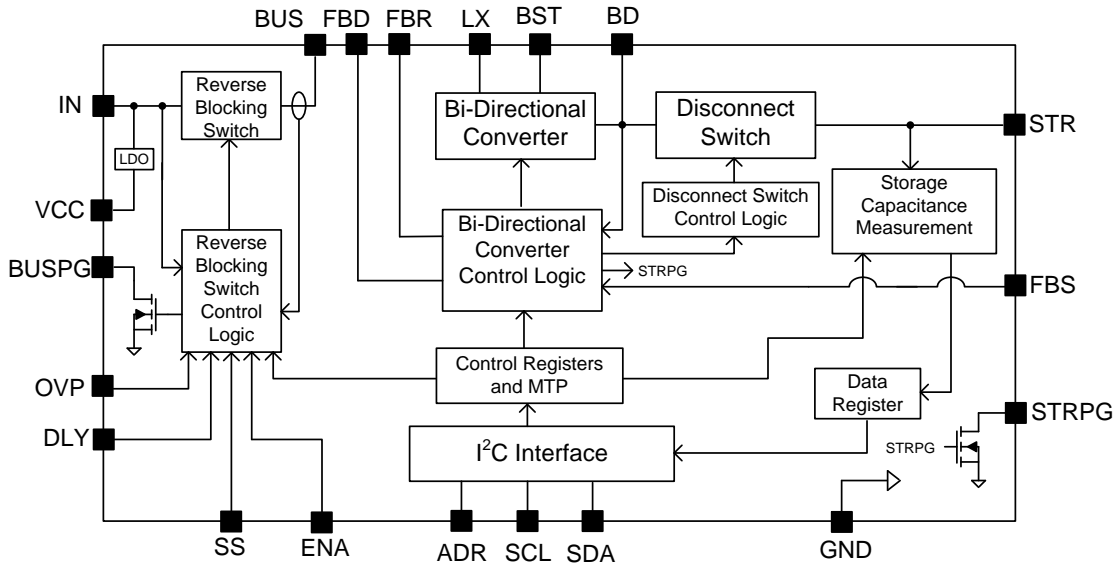 BUS FBD FBR LX BST BD
IN
Reverse
Blocking
Switch
Bi-Directional
Converter
Disconnect
Switch
STR
LDO
VCC
Disconnect Switch
Control Logic
Storage
Capacitance
Measurement
BUSPG
Reverse
Blocking
Switch
Control
Logic
Bi-Directional
Converter
Control Logic
STRPG
FBS
OVP
Control Registers
and MTP
Data
Register
STRPG
DLY
I²C Interface
STRPG
SS ENA ADR SCL SDA GND